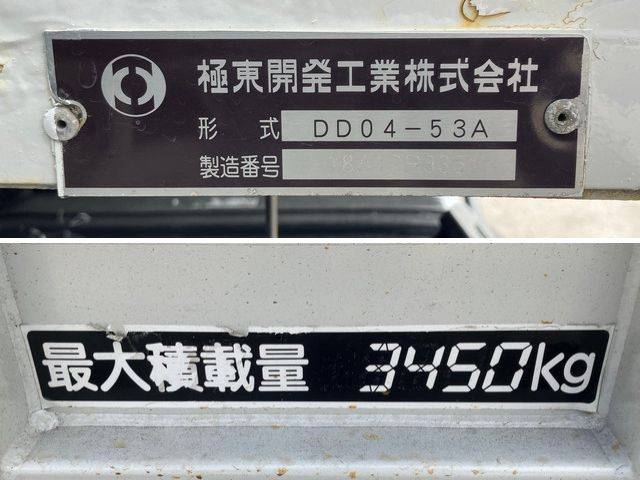 極東開発工業株式会社
形 式 DD04-53A
製造番号
最大積載量 3450kg